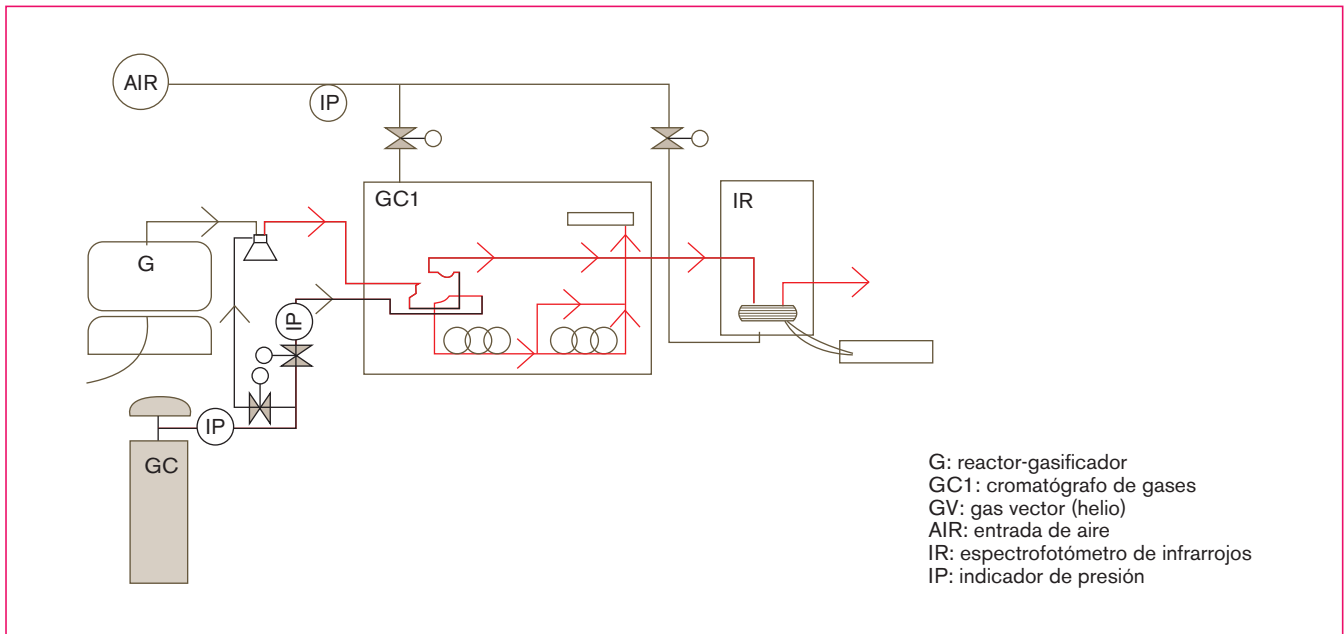 AIR
IP
GC1
IR
G
IP
IP
GC
G: reactor-gasificador
GC1: cromatógrafo de gases
GV: gas vector (helio)
AIR: entrada de aire
IR: espectrofotómetro de infrarrojos
IP: indicador de presión